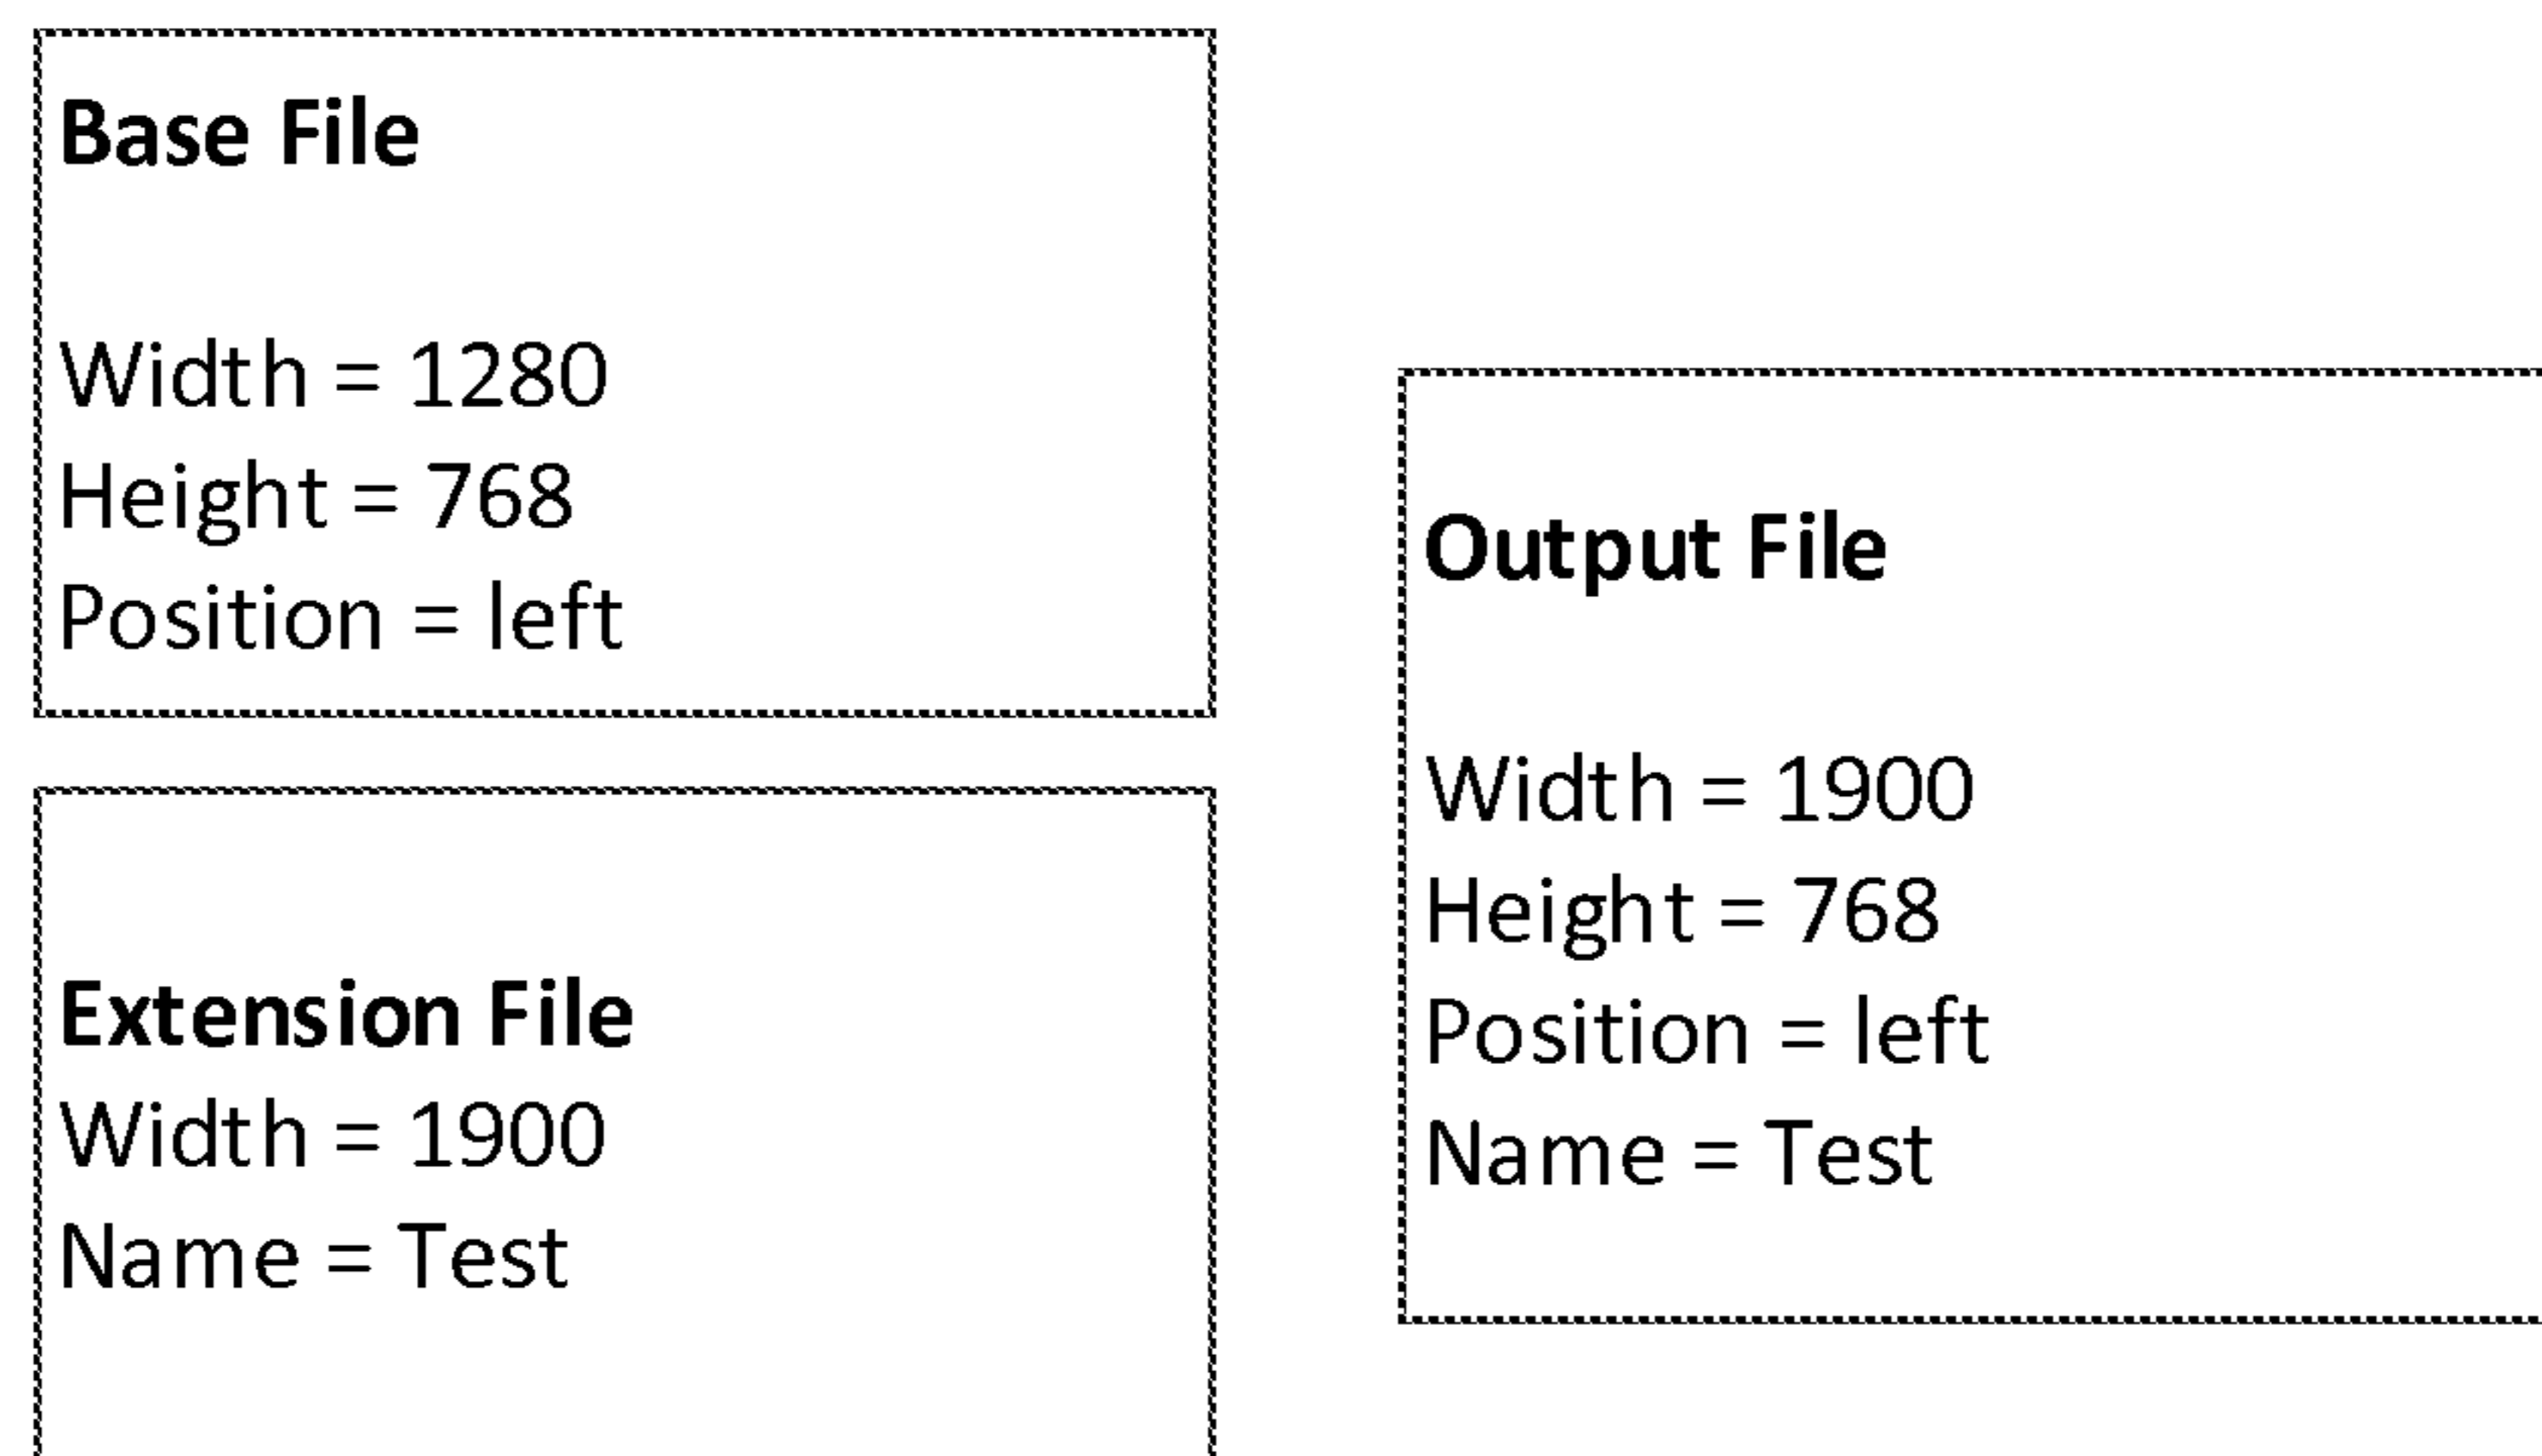 Base File
Width = 1280
Height = 768
Position = left
Extension File
Width = 1900
Name = Test
Output File
Width = 1900
Height = 768
Position = left
Name = Test